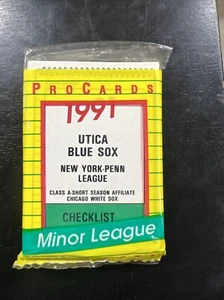 PROCARDS
1991
UTICA
BLUE SOX
NEW YORK-PENN
LEAGUE
CLASS A-SHORT SEASON AFFILIATE
CHICAGO WHITE SOX
CHECKLIST
Minor League